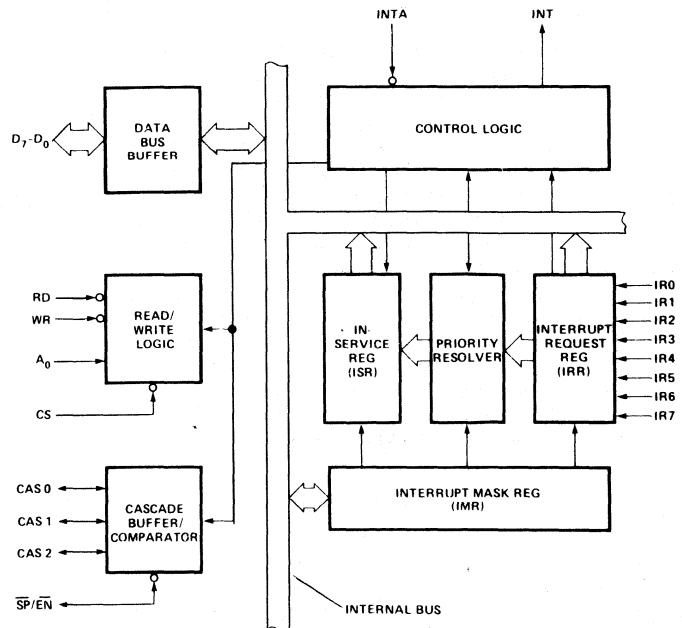 INTA
INT
CONTROL LOGIC
D7-D0
DATA
BUS
BUFFER
RD
WR
A0
CS
READ/
WRITE
LOGIC
IN-
SERVICE
REG
(ISR)
PRIORITY
RESOLVER
INTERRUPT
REQUEST
REG
(IRR)
IR0
IR1
IR2
IR3
IR4
IR5
IR6
IR7
CAS 0
CAS 1
CAS 2
CASCADE
BUFFER/
COMPARATOR
INTERRUPT MASK REG
(IMR)
S̅P̅/E̅N̅
INTERNAL BUS